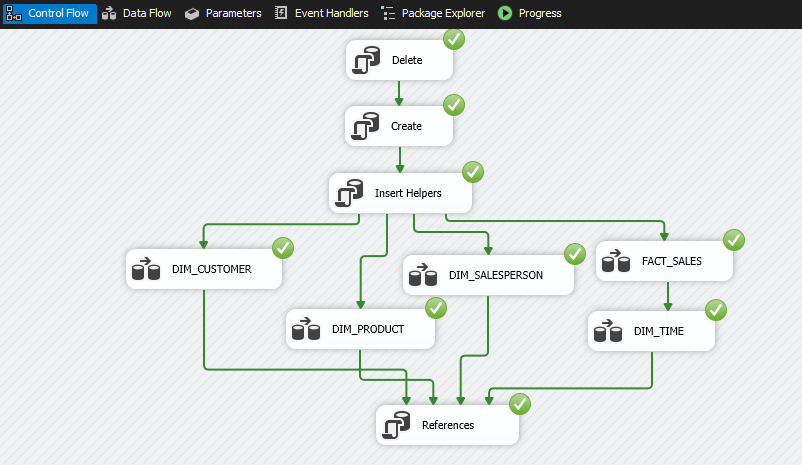 Control Flow Data Flow Parameters Event Handlers Package Explorer Progress
Delete
Create
Insert Helpers
DIM_CUSTOMER
DIM_SALESPERSON
FACT_SALES
DIM_PRODUCT
DIM_TIME
References